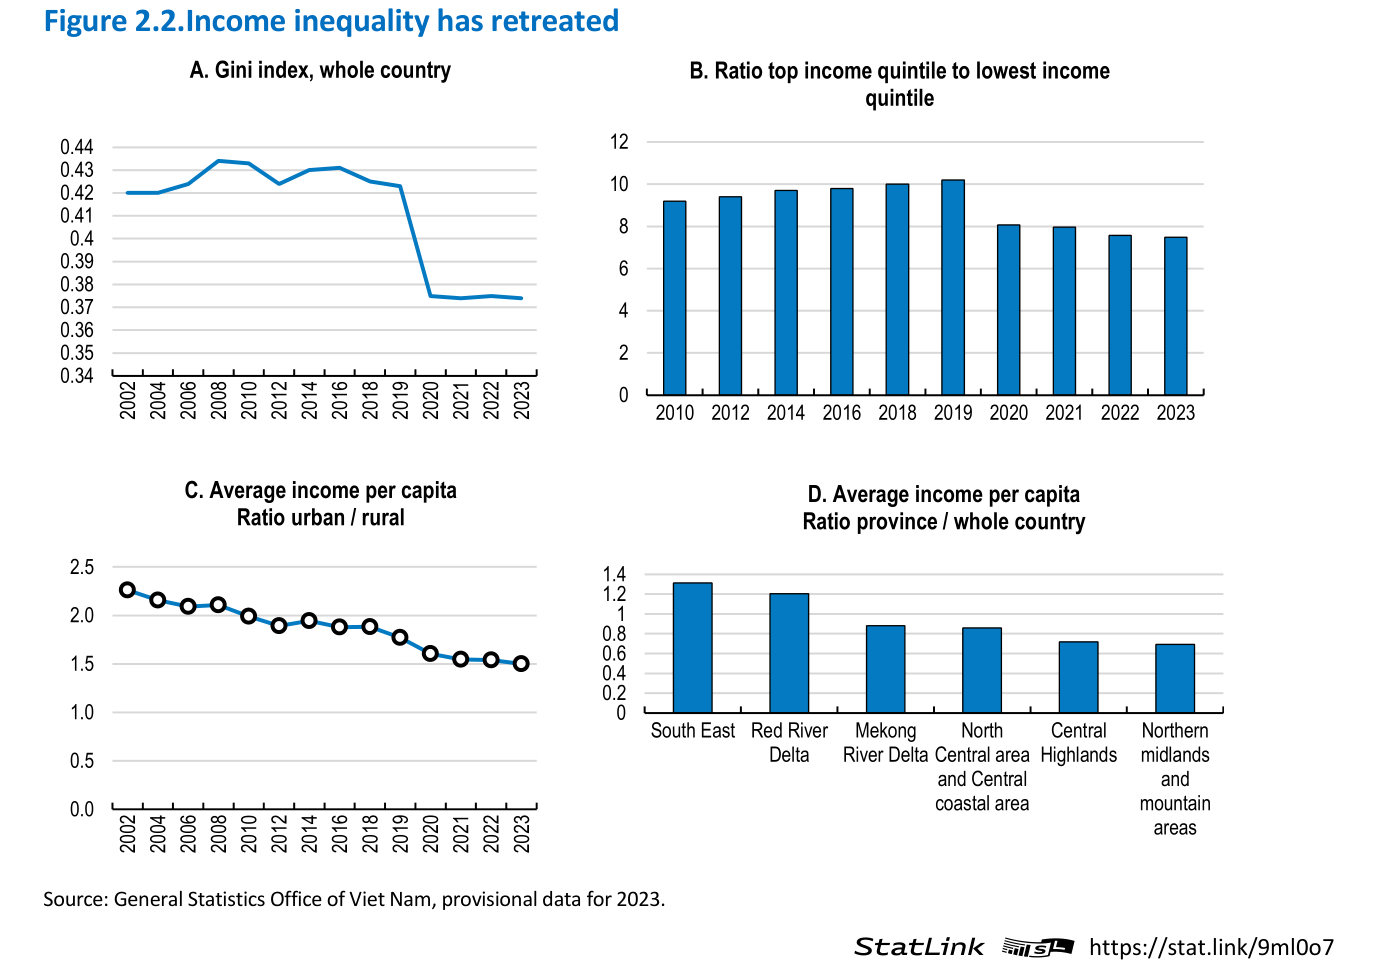 Figure 2.2.Income inequality has retreated
A. Gini index, whole country
0.44
0.43
0.42
0.41
0.4
0.39
0.38
0.37
0.36
0.35
0.34
2002
2004
2006
2008
2010
2012
2014
2016
2018
2019
2020
2021
2022
2023
B. Ratio top income quintile to lowest income
quintile
12
10
8
6
4
2
0
2010
2012
2014
2016
2018
2019
2020
2021
2022
2023
C. Average income per capita
Ratio urban / rural
2.5
2.0
1.5
1.0
0.5
0.0
2002
2004
2006
2008
2010
2012
2014
2016
2018
2019
2020
2021
2022
2023
D. Average income per capita
Ratio province / whole country
1.4
1.2
1
0.8
0.6
0.4
0.2
0
South East
Red River
Delta
Mekong
River Delta
North
Central area
and Central
coastal area
Central
Highlands
Northern
midlands
and
mountain
areas
Source: General Statistics Office of Viet Nam, provisional data for 2023.
StatLink SL https://stat.link/9ml0o7